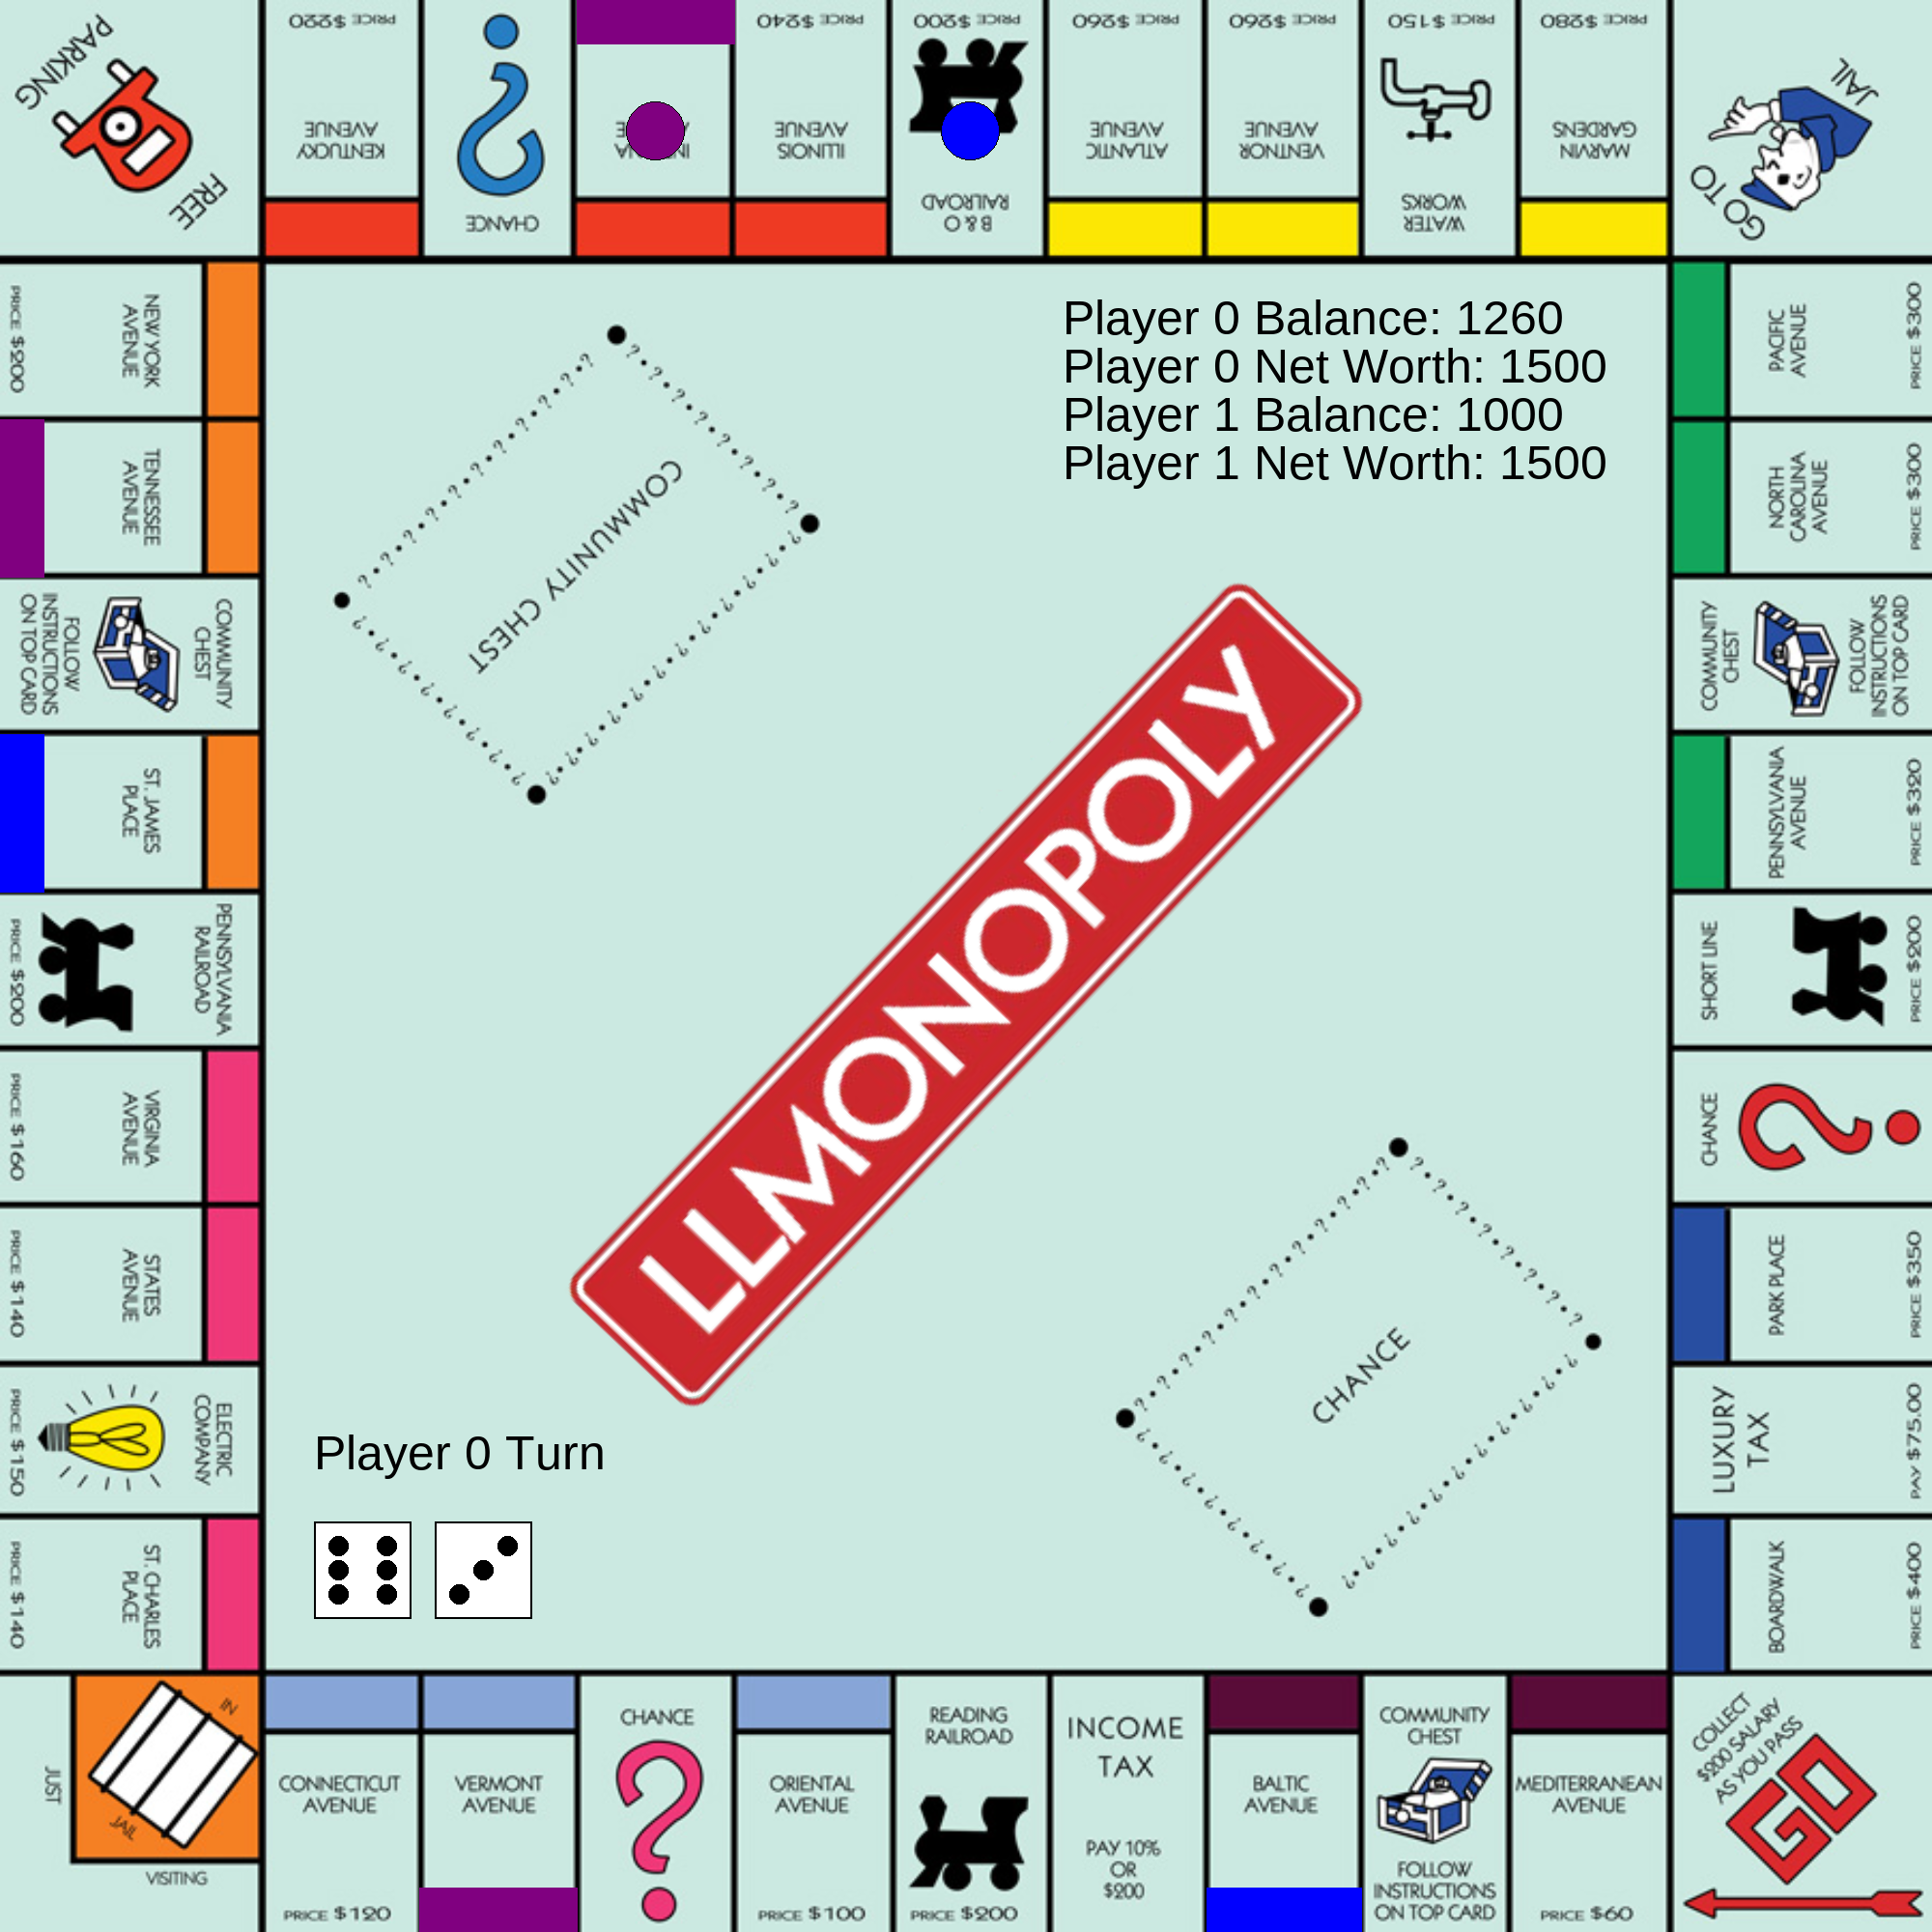 PARKING
FREE
PRICE $220
KENTUCKY
AVENUE
CHANCE
PRICE $240
ILLINOIS
AVENUE
PRICE $200
B & O
RAILROAD
PRICE $260
ATLANTIC
AVENUE
PRICE $260
VENTNOR
AVENUE
PRICE $150
WATER
WORKS
PRICE $280
MARVIN
GARDENS
GO TO
JAIL
NEW YORK
AVENUE
PRICE $200
TENNESSEE
AVENUE
COMMUNITY
CHEST
FOLLOW
INSTRUCTIONS
ON TOP CARD
ST. JAMES
PLACE
PENNSYLVANIA
RAILROAD
PRICE $200
VIRGINIA
AVENUE
PRICE $160
STATES
AVENUE
PRICE $140
ELECTRIC
COMPANY
PRICE $150
ST. CHARLES
PLACE
PRICE $140
Player 0 Balance: 1260
Player 0 Net Worth: 1500
Player 1 Balance: 1000
Player 1 Net Worth: 1500
COMMUNITY CHEST
LLMONOPOLY
CHANCE
Player 0 Turn
PACIFIC
AVENUE
PRICE $300
NORTH
CAROLINA
AVENUE
PRICE $300
COMMUNITY
CHEST
FOLLOW
INSTRUCTIONS
ON TOP CARD
PENNSYLVANIA
AVENUE
PRICE $320
SHORT LINE
PRICE $200
CHANCE
PARK PLACE
PRICE $350
LUXURY
TAX
PAY $75.00
BOARDWALK
PRICE $400
JUST
VISITING
IN
JAIL
CONNECTICUT
AVENUE
PRICE $120
VERMONT
AVENUE
CHANCE
ORIENTAL
AVENUE
PRICE $100
READING
RAILROAD
PRICE $200
INCOME
TAX
PAY 10%
OR
$200
BALTIC
AVENUE
COMMUNITY
CHEST
FOLLOW
INSTRUCTIONS
ON TOP CARD
MEDITERRANEAN
AVENUE
PRICE $60
COLLECT
$200 SALARY
AS YOU PASS
GO